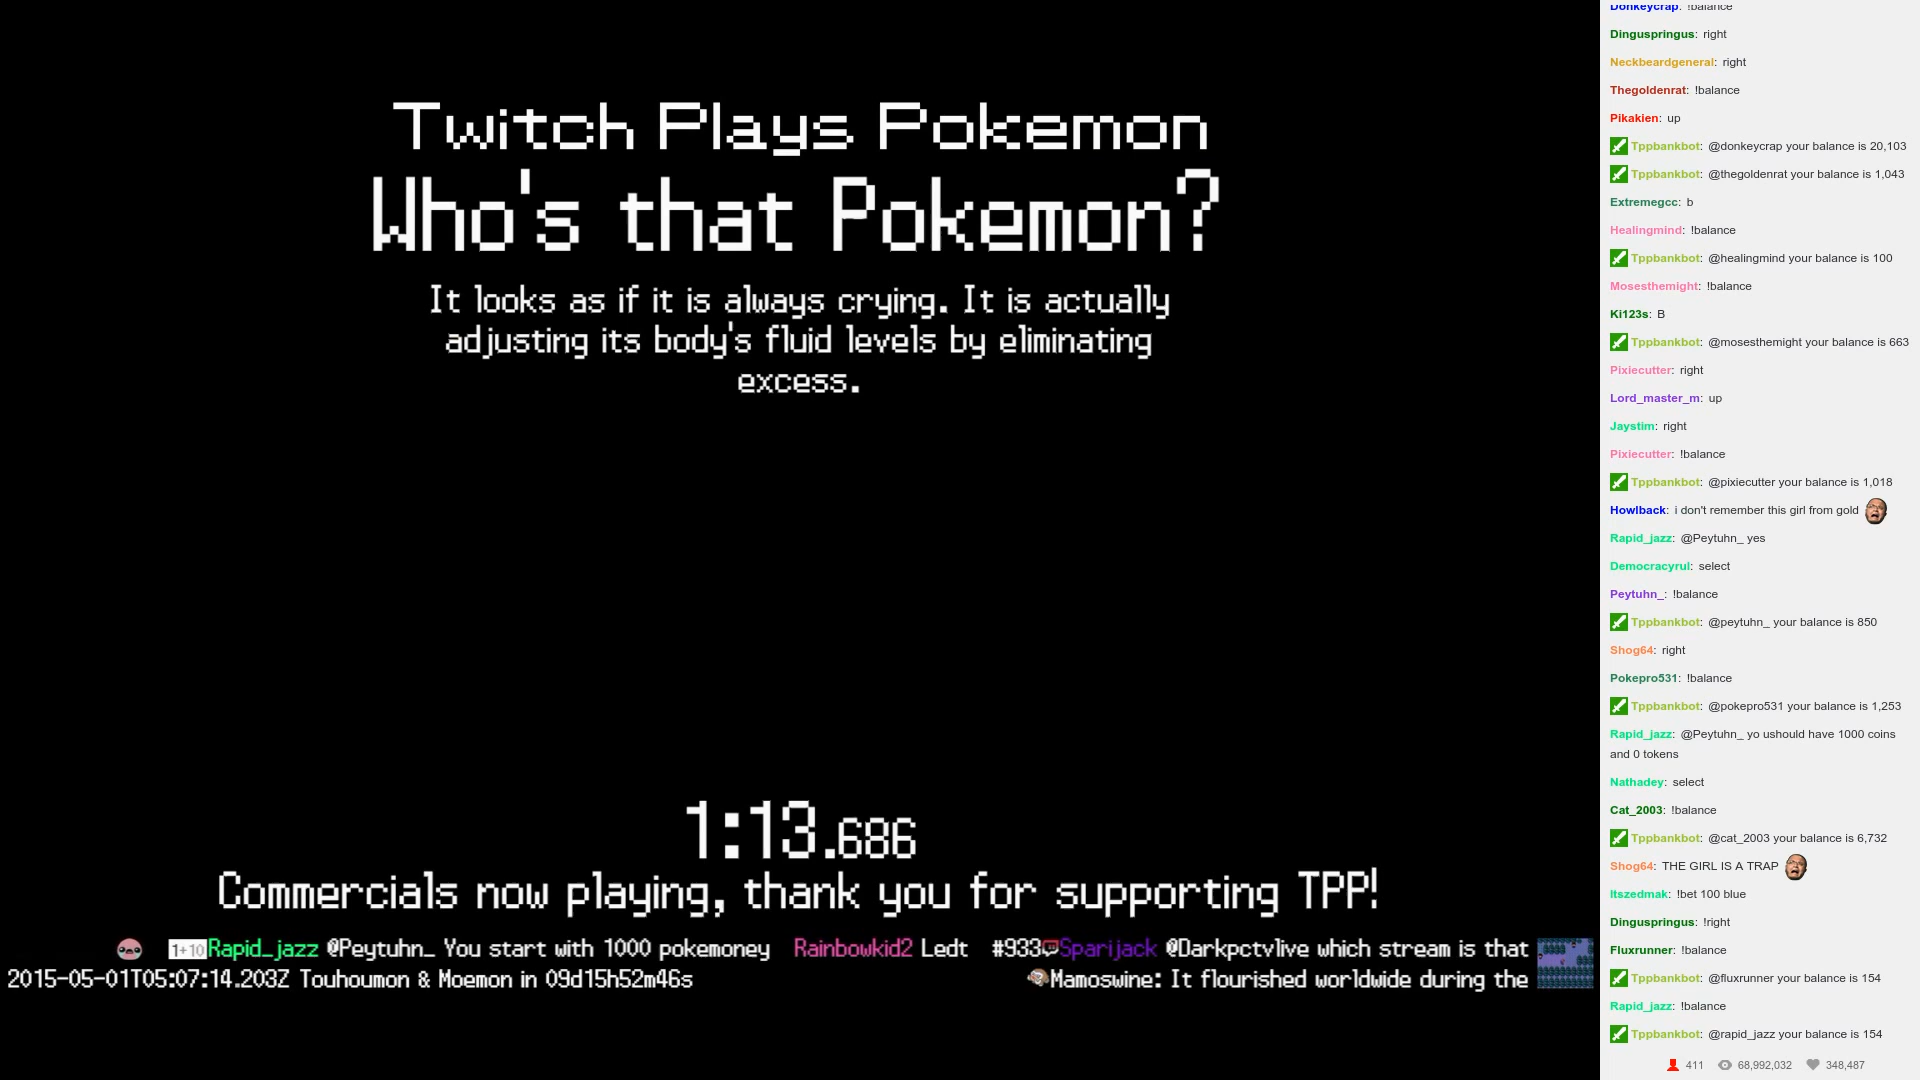 Twitch Plays Pokemon
Who's that Pokemon?
It looks as if it is always crying. It is actually
adjusting its body's fluid levels by eliminating
excess.
1:13.686
Commercials now playing, thank you for supporting TPP!
1+10 Rapid_jazz @Peytuhn_ You start with 1000 pokemoney Rainbowkid2 Ledt #933 Sparijack @Darkpctvlive which stream is that
2015-05-01T05:07:14.203Z Touhoumon & Moemon in 09d15h52m46s Mamoswine: It flourished worldwide during the
Donkeycrap: !balance
Dinguspringus: right
Neckbeardgeneral: right
Thegoldenrat: !balance
Pikakien: up
Tppbankbot: @donkeycrap your balance is 20,103
Tppbankbot: @thegoldenrat your balance is 1,043
Extremegcc: b
Healingmind: !balance
Tppbankbot: @healingmind your balance is 100
Mosesthemight: !balance
Ki123s: B
Tppbankbot: @mosesthemight your balance is 663
Pixiecutter: right
Lord_master_m: up
Jaystim: right
Pixiecutter: !balance
Tppbankbot: @pixiecutter your balance is 1,018
Howlback: i don't remember this girl from gold
Rapid_jazz: @Peytuhn_ yes
Democracyrul: select
Peytuhn_: !balance
Tppbankbot: @peytuhn_ your balance is 850
Shog64: right
Pokepro531: !balance
Tppbankbot: @pokepro531 your balance is 1,253
Rapid_jazz: @Peytuhn_ yo ushould have 1000 coins
and 0 tokens
Nathadey: select
Cat_2003: !balance
Tppbankbot: @cat_2003 your balance is 6,732
Shog64: THE GIRL IS A TRAP
Itszedmak: !bet 100 blue
Dinguspringus: !right
Fluxrunner: !balance
Tppbankbot: @fluxrunner your balance is 154
Rapid_jazz: !balance
Tppbankbot: @rapid_jazz your balance is 154
411 68,992,032 348,487